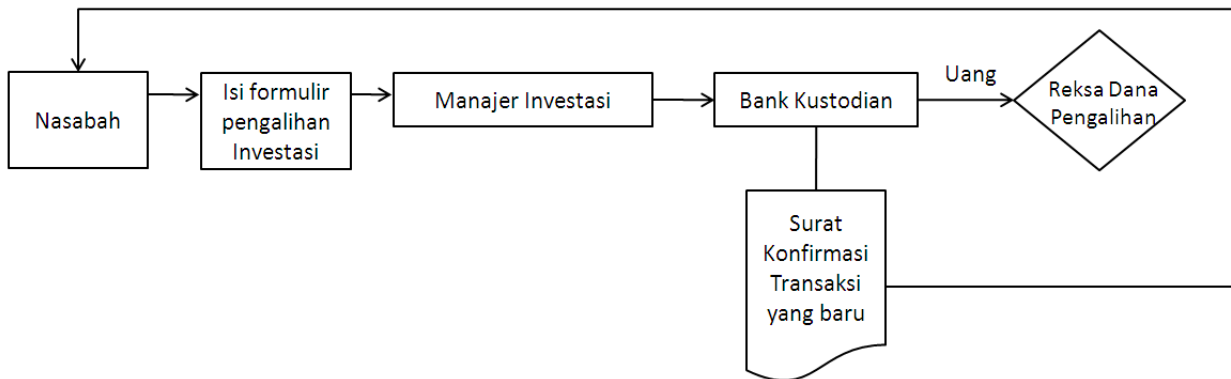 Nasabah
Isi formulir
pengalihan
Investasi
Manajer Investasi
Bank Kustodian
Uang
Reksa Dana
Pengalihan
Surat
Konfirmasi
Transaksi
yang baru